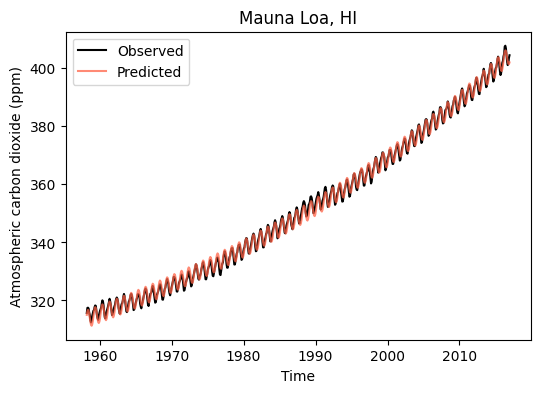 Mauna Loa, HI
Observed
Predicted
Atmospheric carbon dioxide (ppm)
400
380
360
340
320
1960 1970 1980 1990 2000 2010
Time